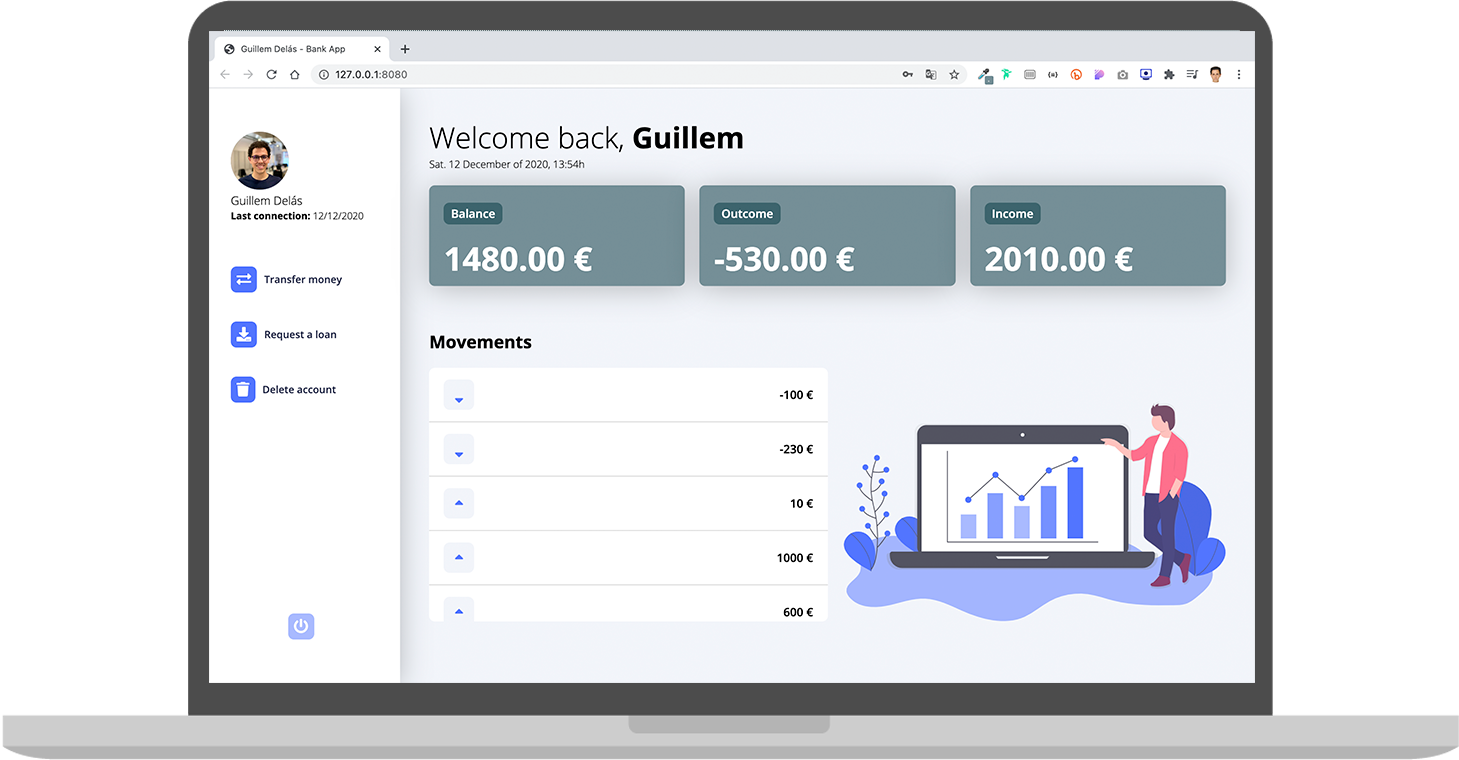 Guillem Delás - Bank App
127.0.0.1:8080
Guillem Delás
Last connection: 12/12/2020
Transfer money
Request a loan
Delete account
Welcome back, Guillem
Sat. 12 December of 2020, 13:54h
Balance
1480.00 €
Outcome
-530.00 €
Income
2010.00 €
Movements
-100 €
-230 €
10 €
1000 €
600 €